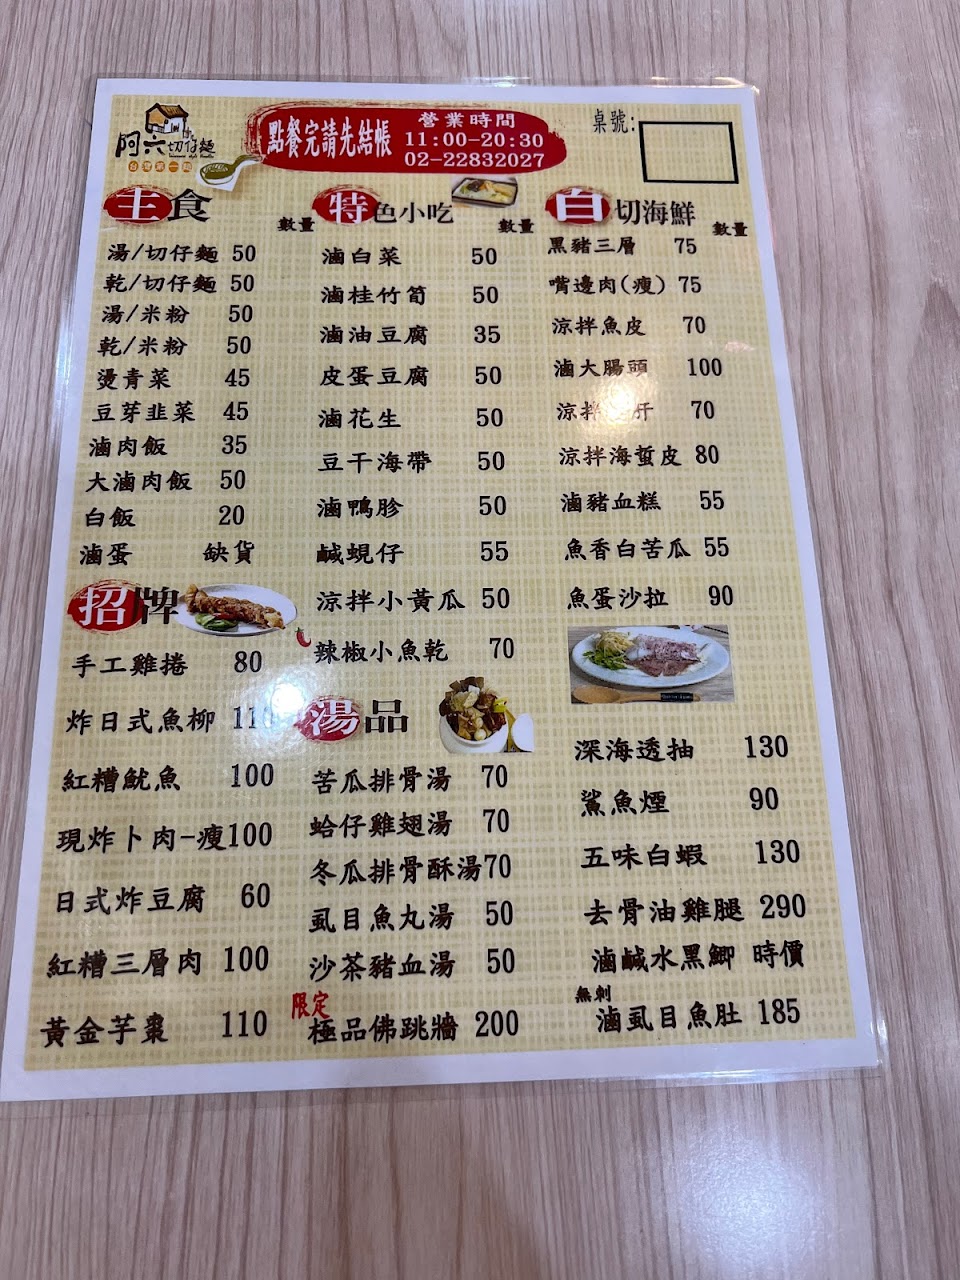 阿六切仔麵
台灣第一麵
點餐完請先結帳
營業時間
11:00-20:30
02-22832027
桌號:
主食
數量
湯/切仔麵 50
乾/切仔麵 50
湯/米粉 50
乾/米粉 50
燙青菜 45
豆芽韭菜 45
滷肉飯 35
大滷肉飯 50
白飯 20
滷蛋 缺貨
招牌
手工雞捲 80
炸日式魚柳 110
紅糟魷魚 100
現炸卜肉-瘦100
日式炸豆腐 60
紅糟三層肉 100
黃金芋棗 110
特色小吃
數量
滷白菜 50
滷桂竹筍 50
滷油豆腐 35
皮蛋豆腐 50
滷花生 50
豆干海帶 50
滷鴨胗 50
鹹蜆仔 55
涼拌小黃瓜 50
辣椒小魚乾 70
湯品
苦瓜排骨湯 70
蛤仔雞翅湯 70
冬瓜排骨酥湯70
虱目魚丸湯 50
沙茶豬血湯 50
限定
極品佛跳牆 200
白切海鮮
數量
黑豬三層 75
嘴邊肉(瘦) 75
涼拌魚皮 70
滷大腸頭 100
涼拌 肝 70
涼拌海蜇皮 80
滷豬血糕 55
魚香白苦瓜 55
魚蛋沙拉 90
深海透抽 130
鯊魚煙 90
五味白蝦 130
去骨油雞腿 290
滷鹹水黑鯽 時價
無刺
滷虱目魚肚 185